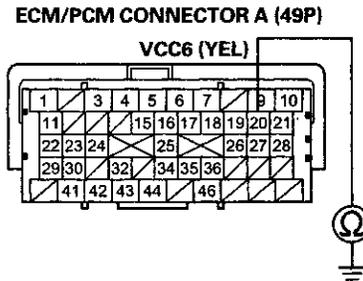 ECM/PCM CONNECTOR A (49P)
VCC6 (YEL)
1 3 4 5 6 7 9 10
11 15 16 17 18 19 20 21
22 23 24 25 26 27 28
29 30 32 34 35 36
41 42 43 44 46
Ω